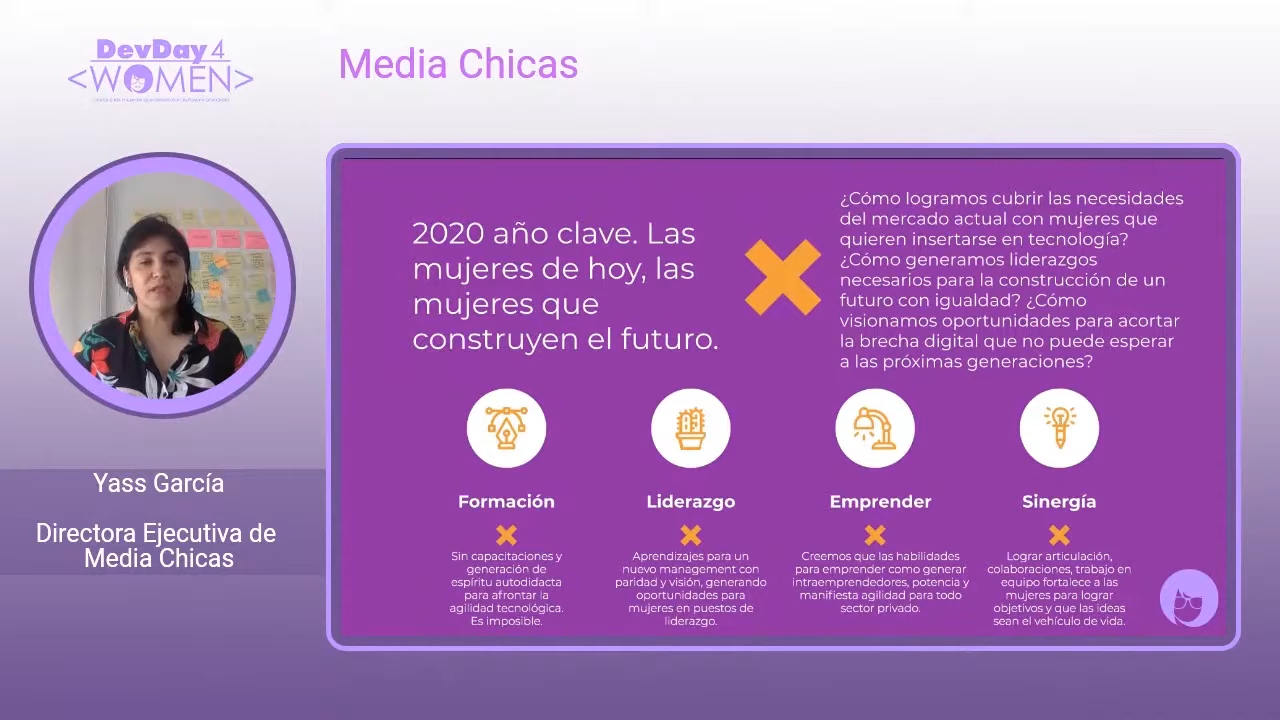 DevDay 4
<WOMEN>
Media Chicas
Yass García
Directora Ejecutiva de
Media Chicas
2020 año clave. Las
mujeres de hoy, las
mujeres que
construyen el futuro.
¿Cómo logramos cubrir las necesidades
del mercado actual con mujeres que
quieren insertarse en tecnología?
¿Cómo generamos liderazgos
necesarios para la construcción de un
futuro con igualdad? ¿Cómo
visionamos oportunidades para acortar
la brecha digital que no puede esperar
a las próximas generaciones?
Formación
Sin capacitaciones y
generación de
espíritu autodidacta
para afrontar la
agilidad tecnológica.
Es imposible.
Liderazgo
Aprendizajes para un
nuevo management con
paridad y visión, generando
oportunidades para
mujeres en puestos de
liderazgo.
Emprender
Creemos que las habilidades
para emprender como generar
intraemprendedores, potencia y
manifiesta agilidad para todo
sector privado.
Sinergía
Lograr articulación,
colaboraciones, trabajo en
equipo fortalece a las
mujeres para lograr
objetivos y que las ideas
sean el vehículo de vida.